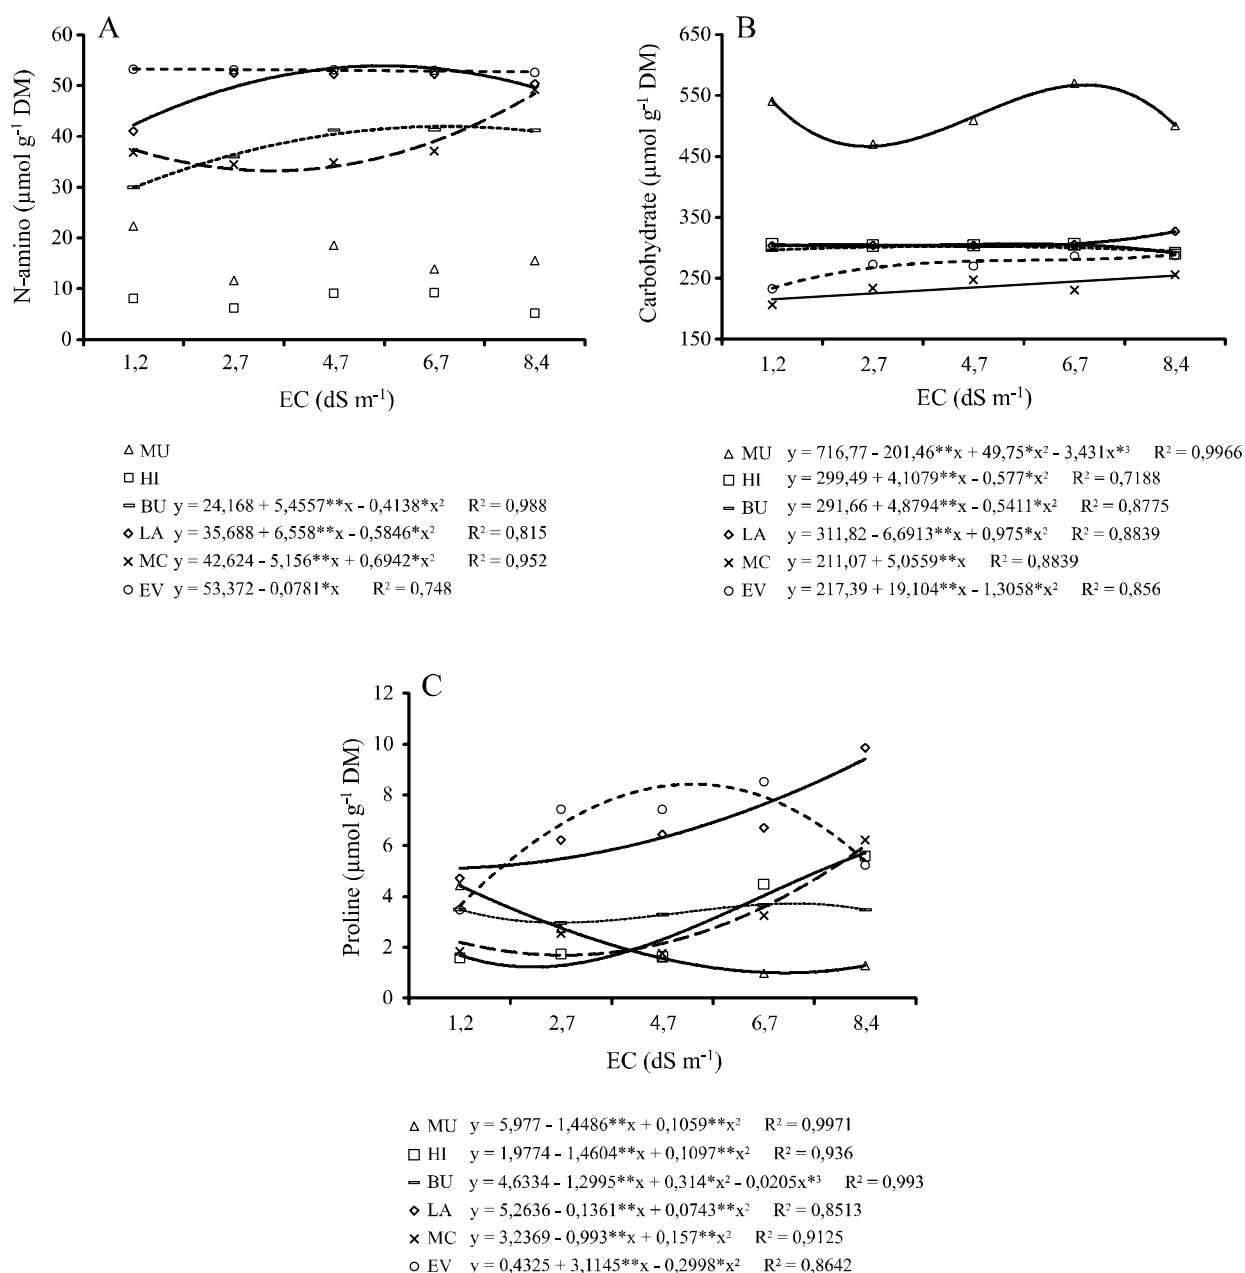 A
60
50
40
30
20
10
0
N-amino (µmol g⁻¹ DM)
1,2 2,7 4,7 6,7 8,4
EC (dS m⁻¹)
MU
HI
BU y = 24,168 + 5,4557**x - 0,4138*x² R² = 0,988
LA y = 35,688 + 6,558**x - 0,5846*x² R² = 0,815
MC y = 42,624 - 5,156**x + 0,6942*x² R² = 0,952
EV y = 53,372 - 0,0781*x R² = 0,748
B
650
550
450
350
250
150
Carbohydrate (µmol g⁻¹ DM)
1,2 2,7 4,7 6,7 8,4
EC (dS m⁻¹)
MU y = 716,77 - 201,46**x + 49,75*x² - 3,431x*³ R² = 0,9966
HI y = 299,49 + 4,1079**x - 0,577*x² R² = 0,7188
BU y = 291,66 + 4,8794**x - 0,5411*x² R² = 0,8775
LA y = 311,82 - 6,6913**x + 0,975*x² R² = 0,8839
MC y = 211,07 + 5,0559**x R² = 0,8839
EV y = 217,39 + 19,104**x - 1,3058*x² R² = 0,856
C
12
10
8
6
4
2
0
Proline (µmol g⁻¹ DM)
1,2 2,7 4,7 6,7 8,4
EC (dS m⁻¹)
MU y = 5,977 - 1,4486**x + 0,1059**x² R² = 0,9971
HI y = 1,9774 - 1,4604**x + 0,1097**x² R² = 0,936
BU y = 4,6334 - 1,2995**x + 0,314*x² - 0,0205x*³ R² = 0,993
LA y = 5,2636 - 0,1361**x + 0,0743**x² R² = 0,8513
MC y = 3,2369 - 0,993**x + 0,157**x² R² = 0,9125
EV y = 0,4325 + 3,1145**x - 0,2998*x² R² = 0,8642